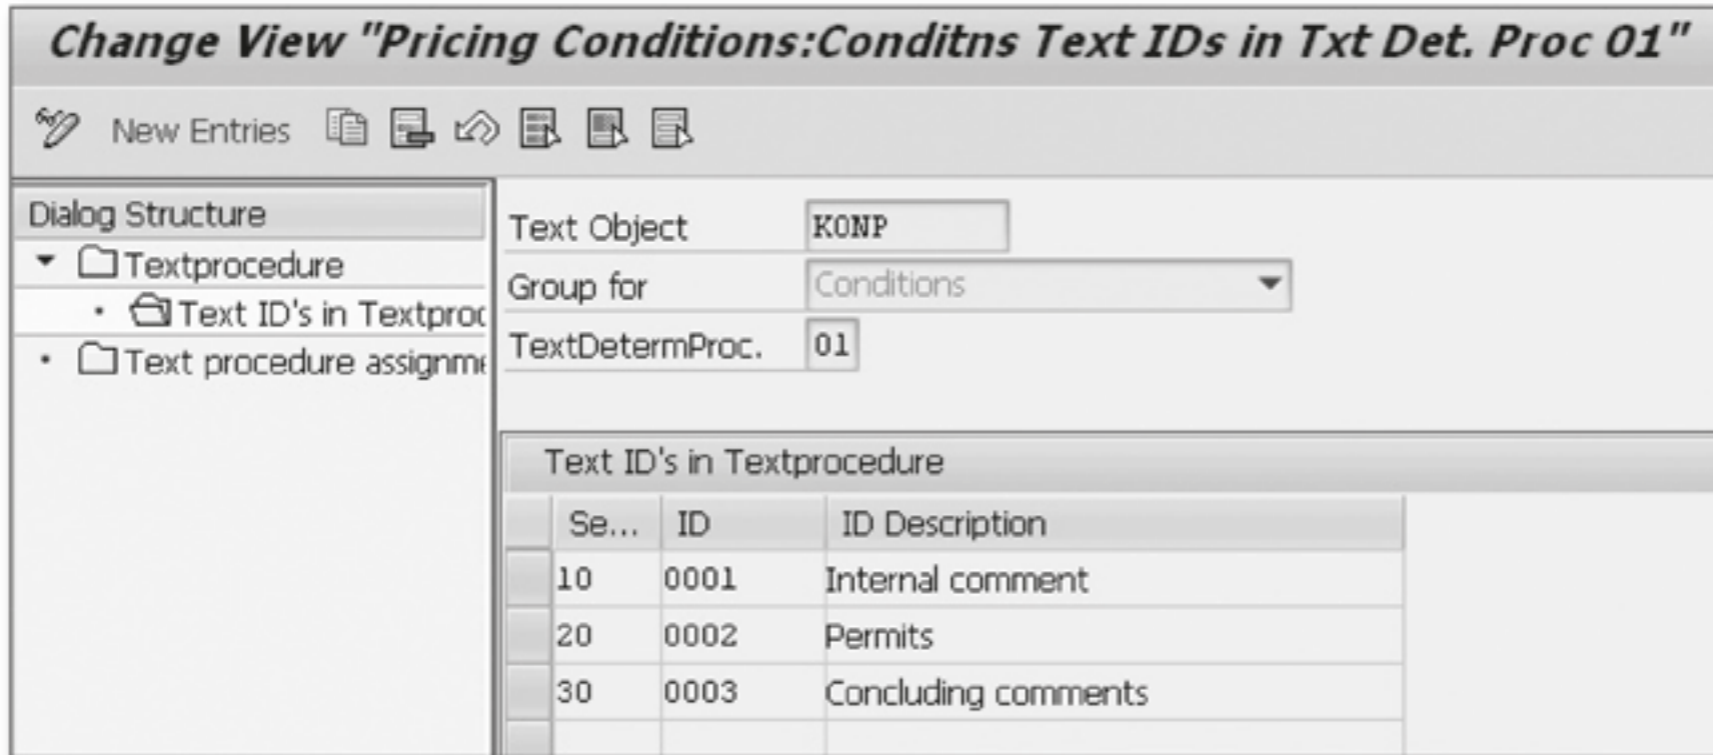 Change View "Pricing Conditions:Conditns Text IDs in Txt Det. Proc 01"
New Entries
Dialog Structure
Textprocedure
Text ID's in Textproc
Text procedure assignme
Text Object KONP
Group for Conditions
TextDetermProc. 01
Text ID's in Textprocedure
Se... ID ID Description
10 0001 Internal comment
20 0002 Permits
30 0003 Concluding comments